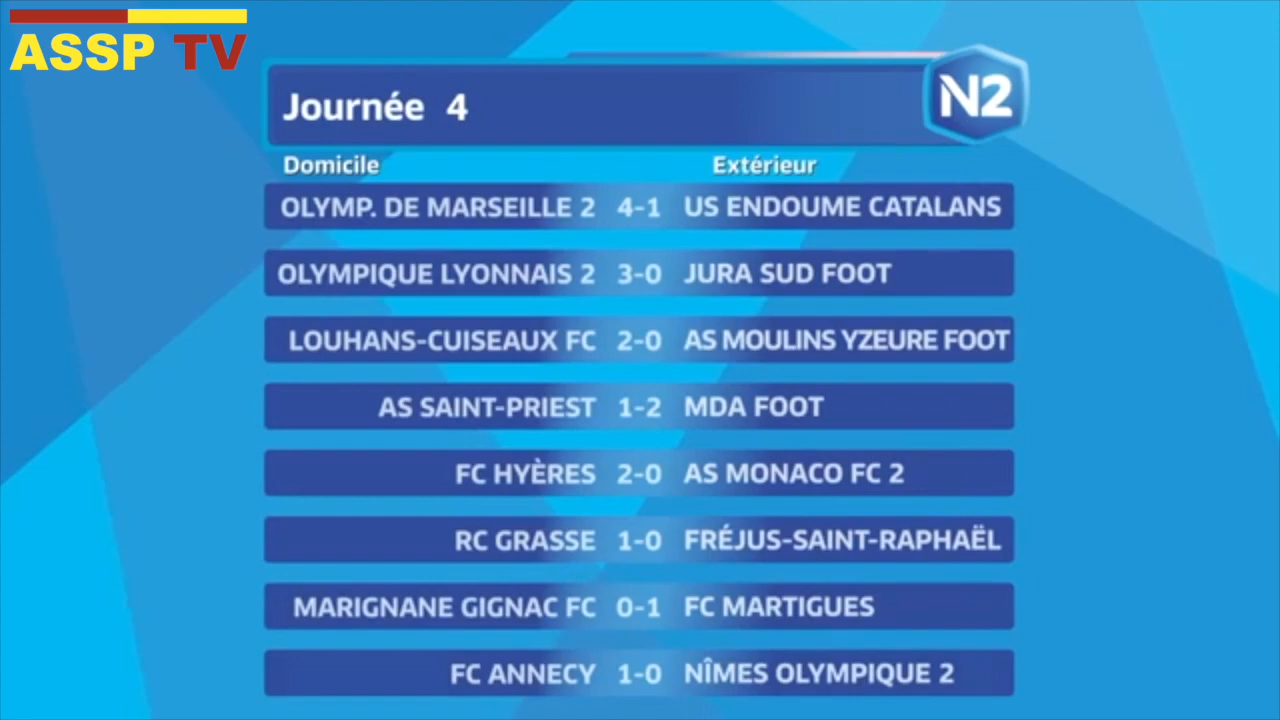 ASSP TV
Journée 4
N2
Domicile Extérieur
OLYMP. DE MARSEILLE 2 4-1 US ENDOUME CATALANS
OLYMPIQUE LYONNAIS 2 3-0 JURA SUD FOOT
LOUHANS-CUISEAUX FC 2-0 AS MOULINS YZEURE FOOT
AS SAINT-PRIEST 1-2 MDA FOOT
FC HYÈRES 2-0 AS MONACO FC 2
RC GRASSE 1-0 FRÉJUS-SAINT-RAPHAËL
MARIGNANE GIGNAC FC 0-1 FC MARTIGUES
FC ANNECY 1-0 NÎMES OLYMPIQUE 2